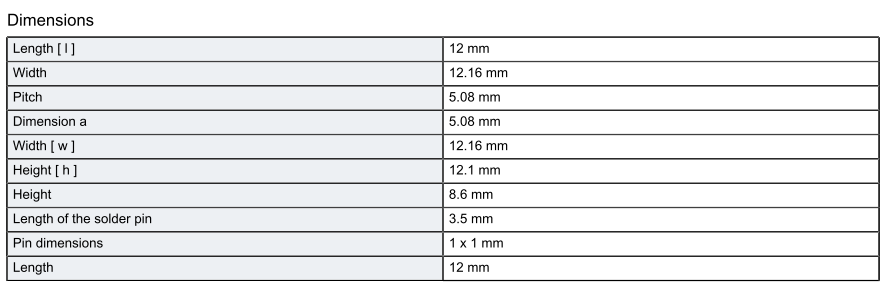 Dimensions
Length [ l ] 12 mm
Width 12.16 mm
Pitch 5.08 mm
Dimension a 5.08 mm
Width [ w ] 12.16 mm
Height [ h ] 12.1 mm
Height 8.6 mm
Length of the solder pin 3.5 mm
Pin dimensions 1 x 1 mm
Length 12 mm